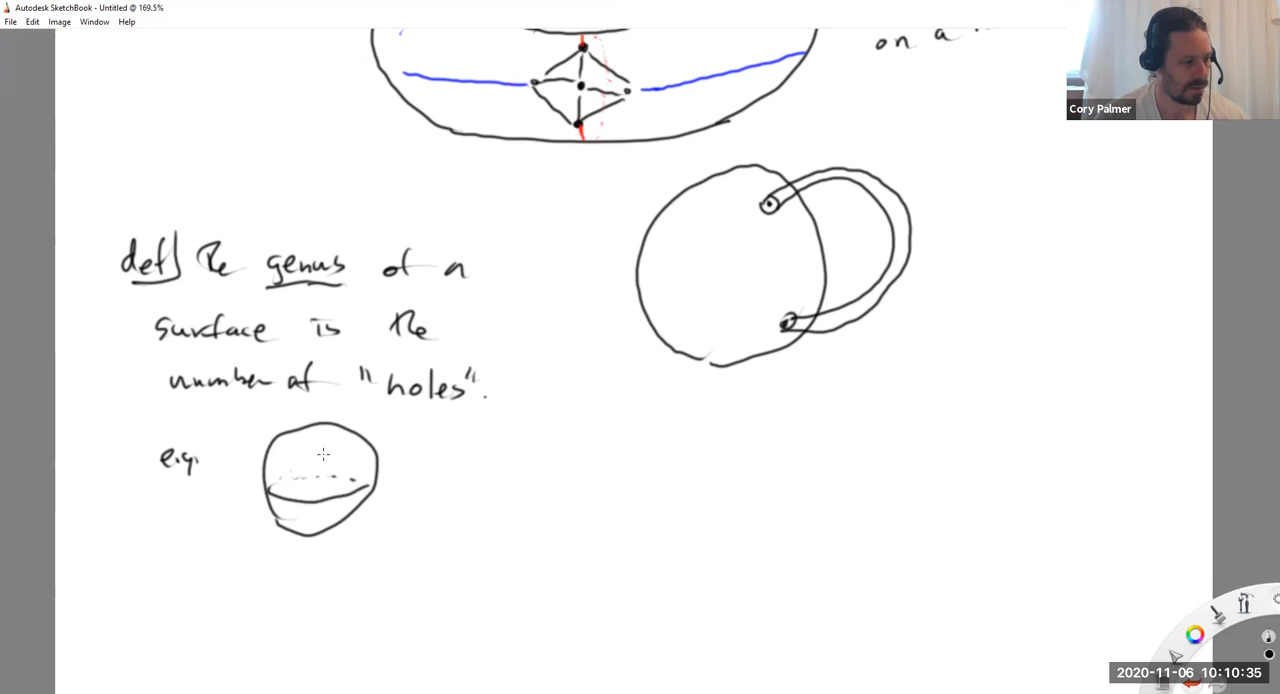 Autodesk SketchBook - Untitled @ 169.5%
File Edit Image Window Help
on a
Cory Palmer
def) The genus of a
surface is the
number of "holes".
e.g.
2020-11-06 10:10:35